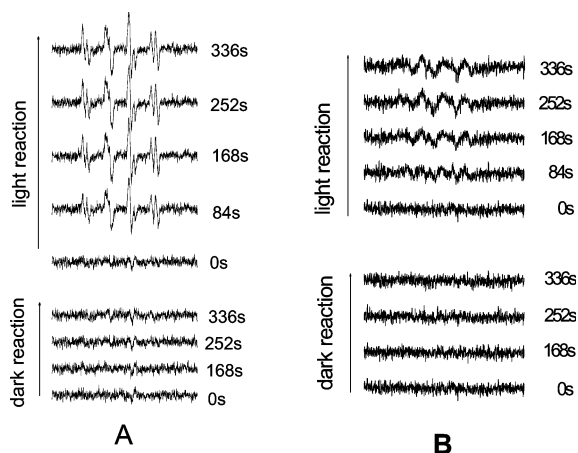 336s
252s
168s
84s
0s
light reaction
336s
252s
168s
0s
dark reaction
A
336s
252s
168s
84s
0s
light reaction
336s
252s
168s
0s
dark reaction
B